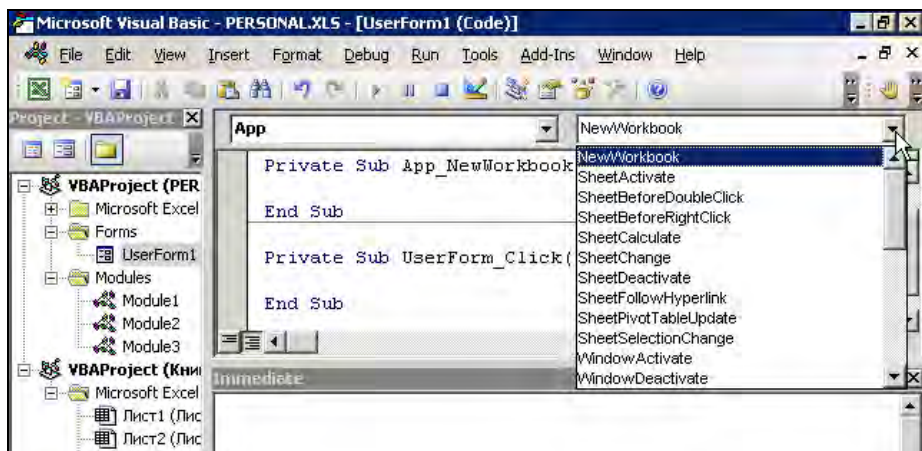 Microsoft Visual Basic - PERSONAL.XLS - [UserForm1 (Code)]
File Edit View Insert Format Debug Run Tools Add-Ins Window Help
Project - VBAProject
App
NewWorkbook
VBAProject (PER
Microsoft Excel
Forms
UserForm1
Modules
Module1
Module2
Module3
VBAProject (Кни
Microsoft Excel
Лист1 (Лис
Лист2 (Лис
Private Sub App_NewWorkbook
End Sub
Private Sub UserForm_Click(
End Sub
NewWorkbook
SheetActivate
SheetBeforeDoubleClick
SheetBeforeRightClick
SheetCalculate
SheetChange
SheetDeactivate
SheetFollowHyperlink
SheetPivotTableUpdate
SheetSelectionChange
WindowActivate
WindowDeactivate
Immediate